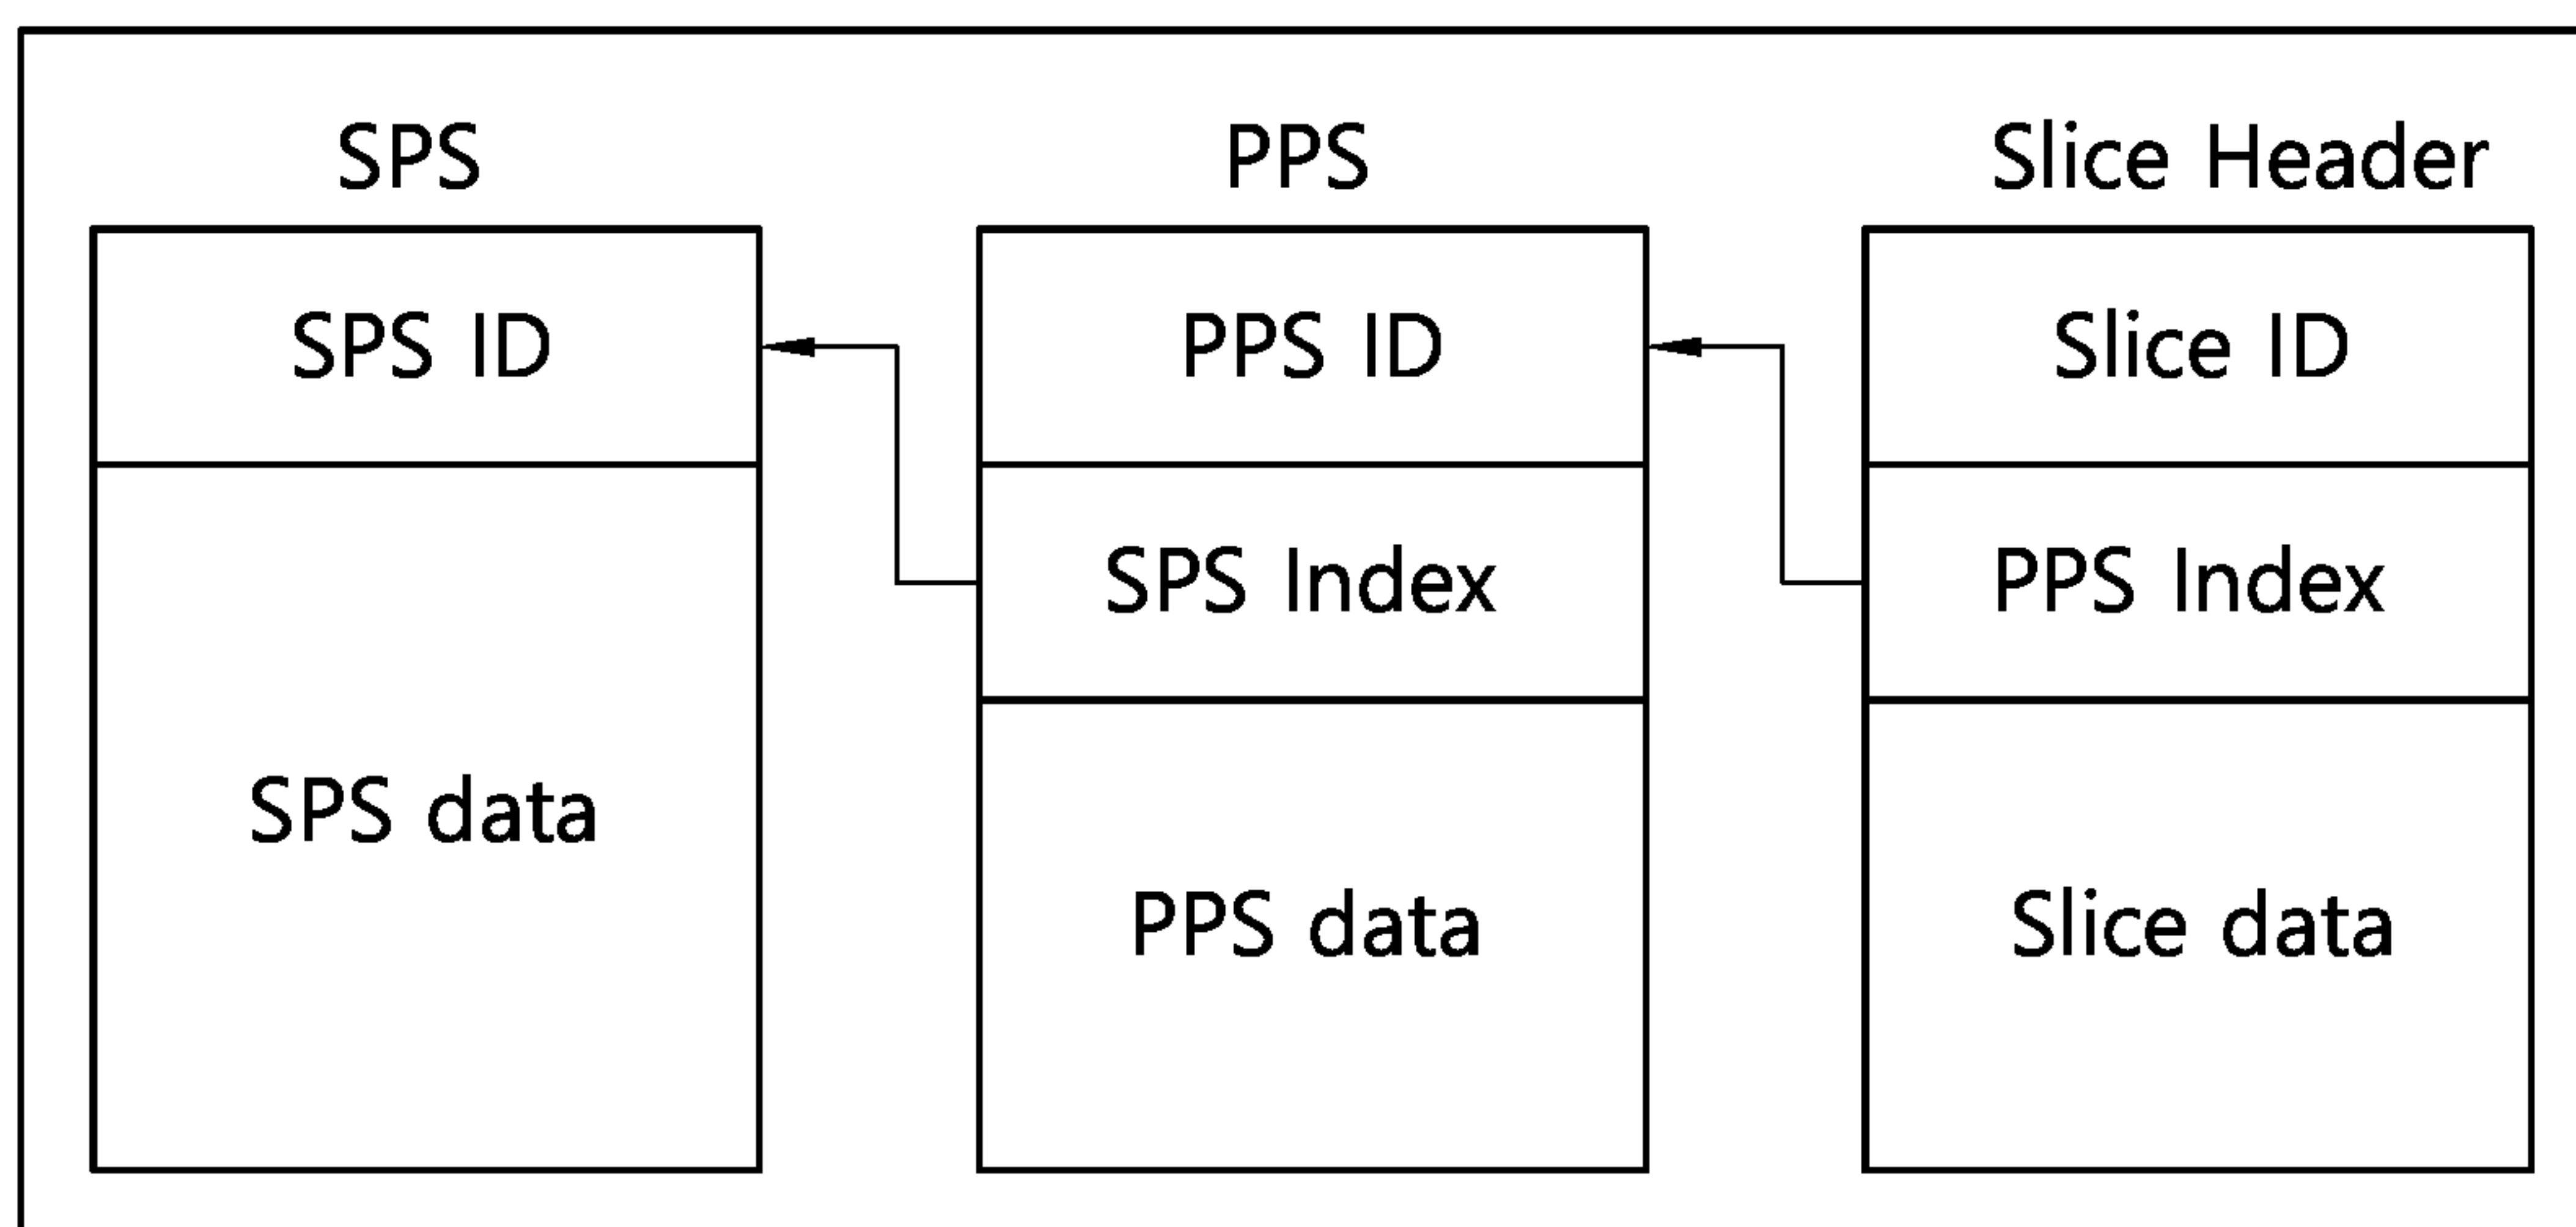 SPS
PPS
Slice Header
SPS ID
PPS ID
Slice ID
SPS Index
PPS Index
SPS data
PPS data
Slice data